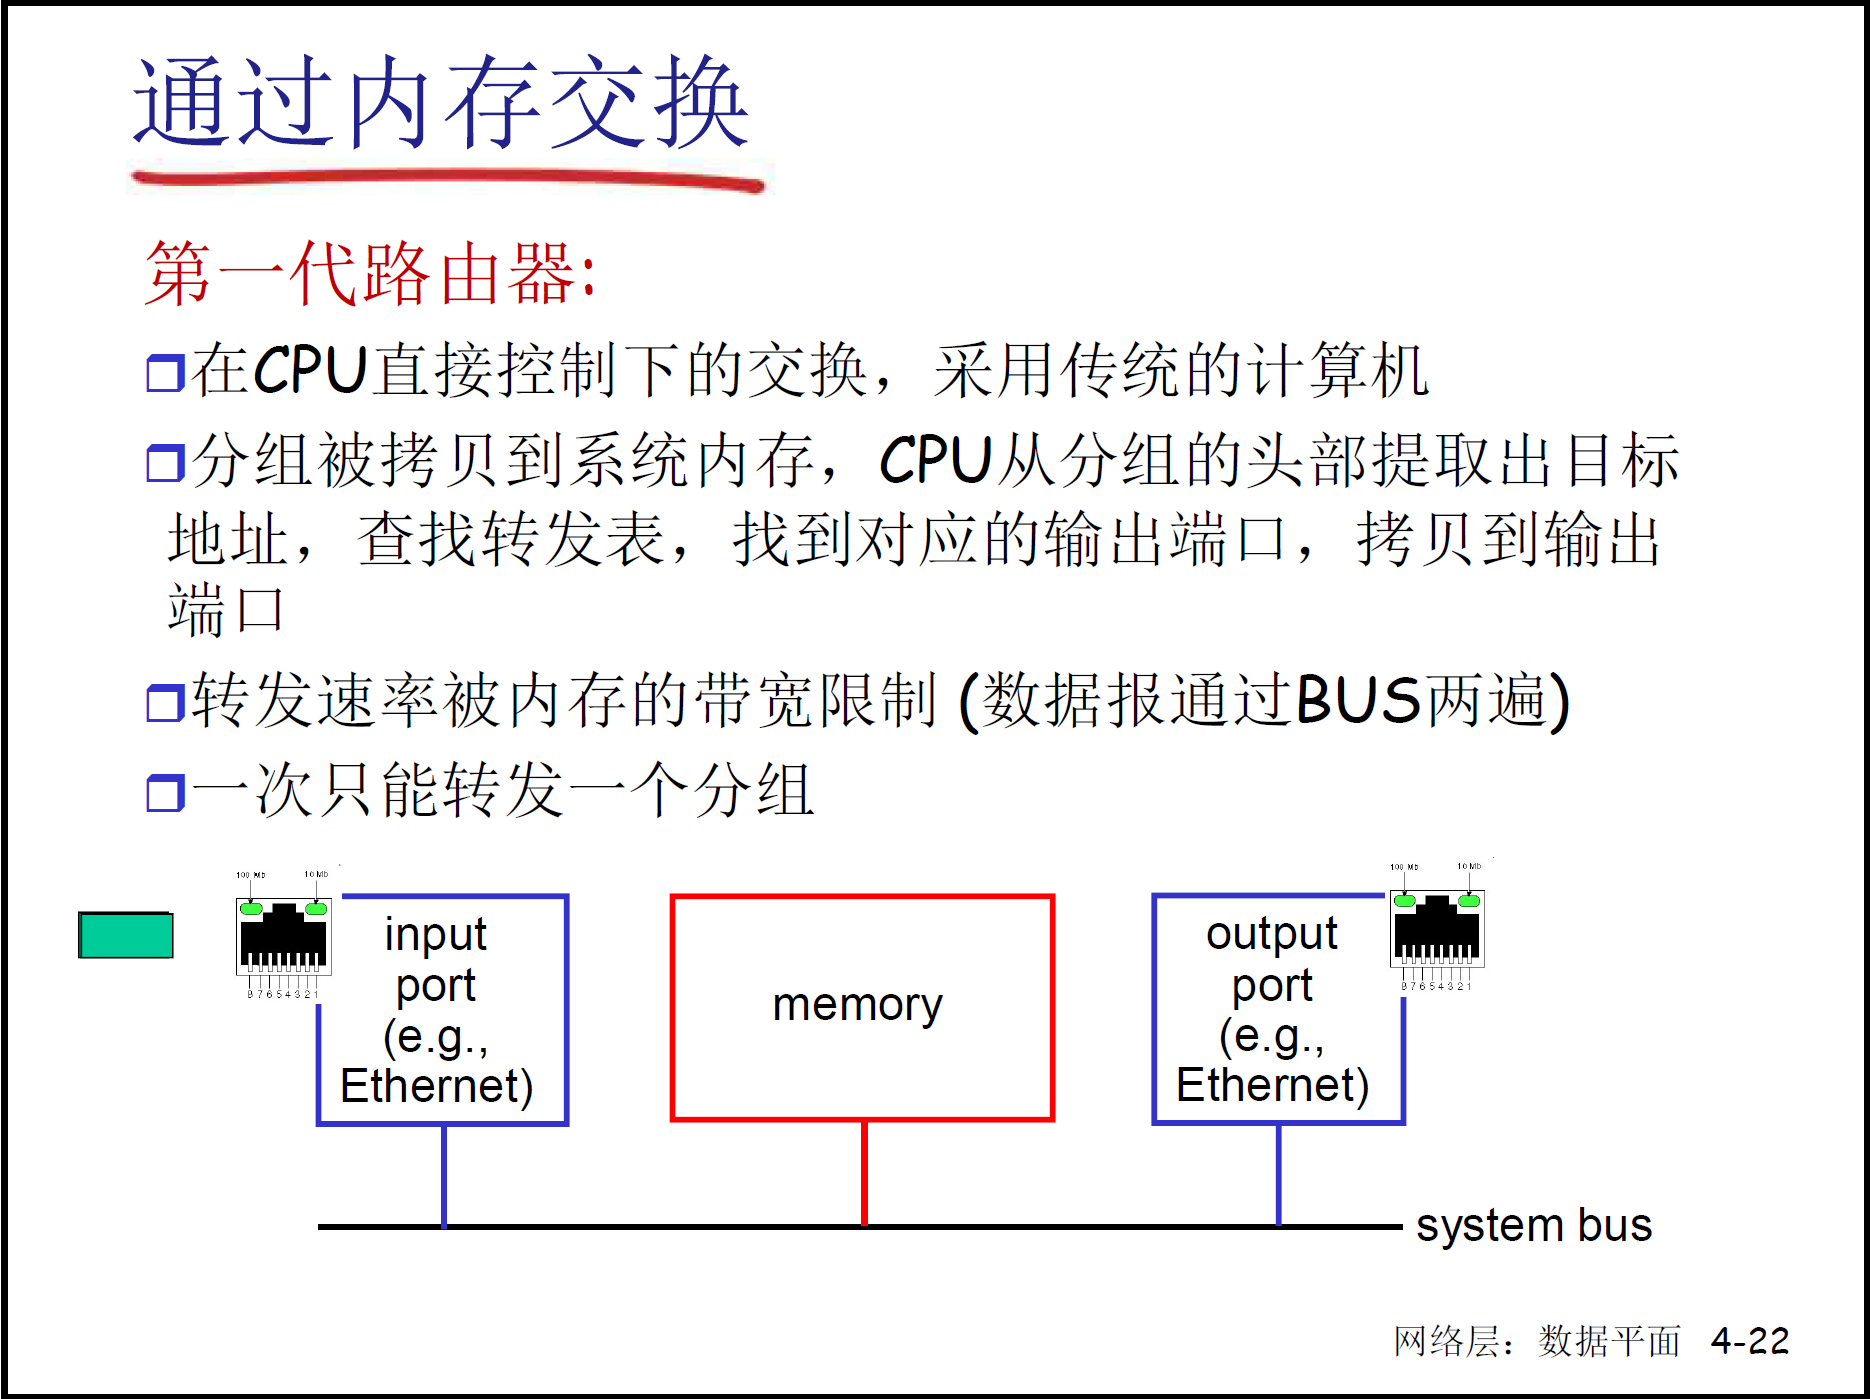 通过内存交换
第一代路由器:
在CPU直接控制下的交换，采用传统的计算机
分组被拷贝到系统内存，CPU从分组的头部提取出目标
地址，查找转发表，找到对应的输出端口，拷贝到输出
端口
转发速率被内存的带宽限制 (数据报通过BUS两遍)
一次只能转发一个分组
100 Mb 10 Mb
8 7 6 5 4 3 2 1
input
port
(e.g.,
Ethernet)
memory
output
port
(e.g.,
Ethernet)
100 Mb 10 Mb
8 7 6 5 4 3 2 1
system bus
网络层：数据平面 4-22